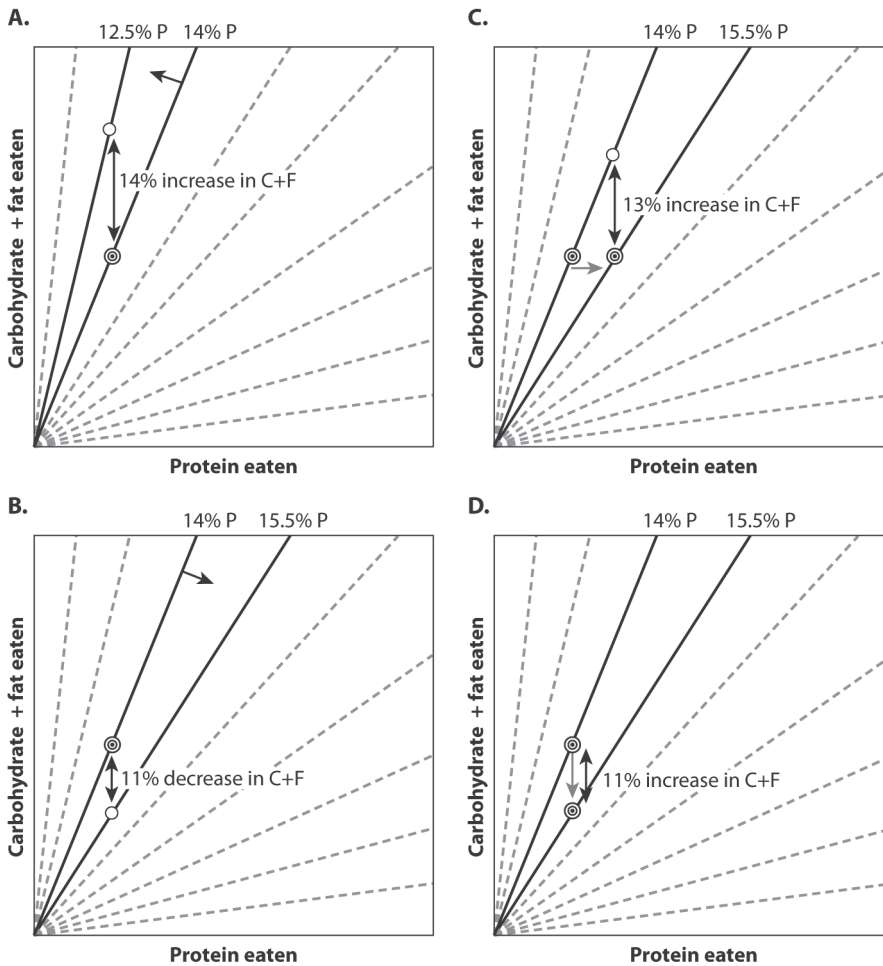 A.
12.5% P 14% P
Carbohydrate + fat eaten
14% increase in C+F
Protein eaten
B.
14% P 15.5% P
Carbohydrate + fat eaten
11% decrease in C+F
Protein eaten
C.
14% P 15.5% P
Carbohydrate + fat eaten
13% increase in C+F
Protein eaten
D.
14% P 15.5% P
Carbohydrate + fat eaten
11% increase in C+F
Protein eaten